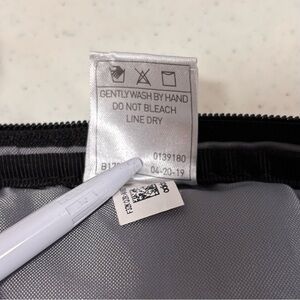 GENTLY WASH BY HAND
DO NOT BLEACH
LINE DRY
0139180
04-20-19